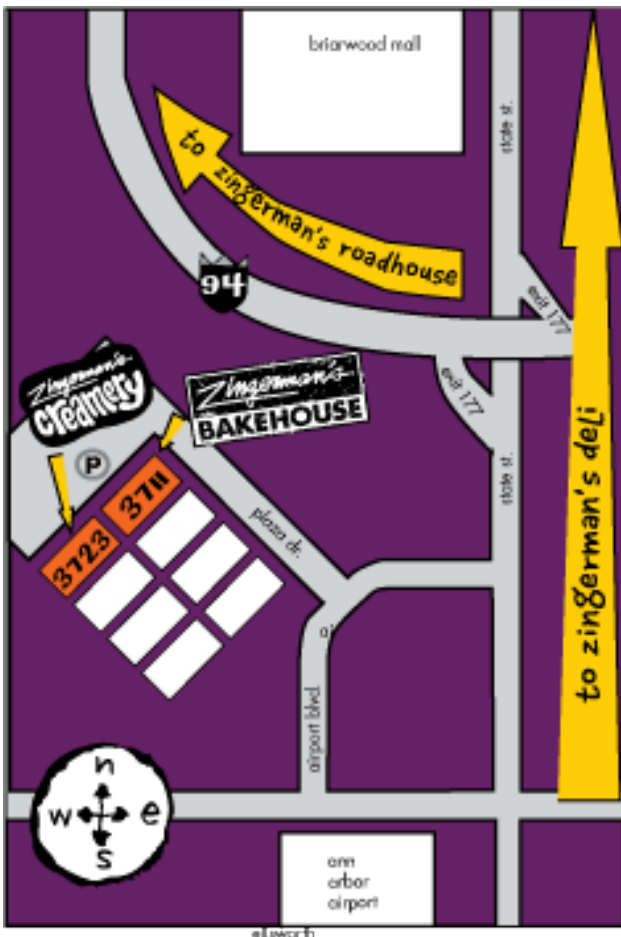 briarwood mall
state st.
to zingerman's roadhouse
94
exit 177
exit 177
Zingerman's
creamery
Zingerman's
BAKEHOUSE
P
3711
3723
plaza dr.
state st.
to zingerman's deli
ai
airport blvd.
n
w e
s
ann
arbor
airport
ellsworth